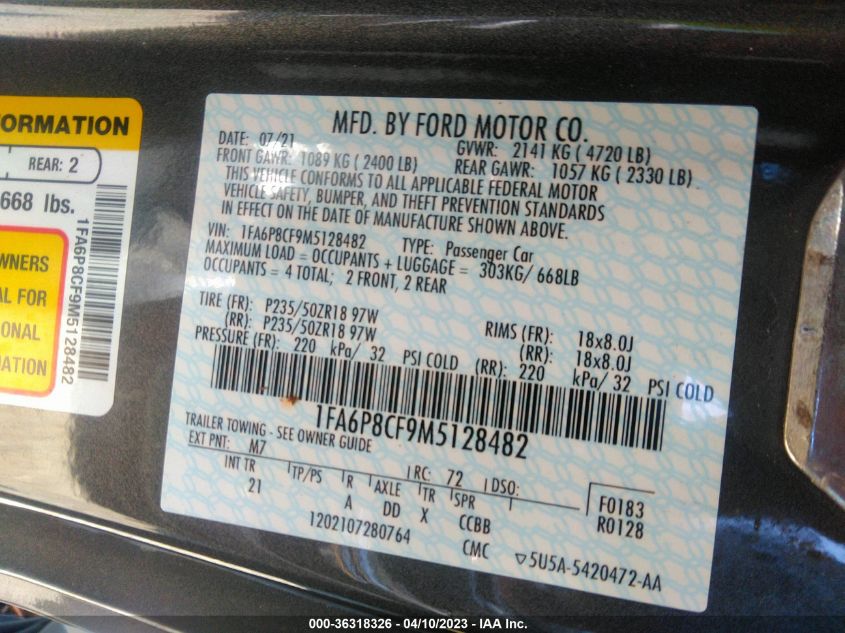 ORMATION
REAR: 2
668 lbs.
1FA6P8CF9M5128482
WNERS
AL FOR
IONAL
MATION
MFD. BY FORD MOTOR CO.
DATE: 07/21 GVWR: 2141 KG ( 4720 LB)
FRONT GAWR: 1089 KG ( 2400 LB) REAR GAWR: 1057 KG ( 2330 LB)
THIS VEHICLE CONFORMS TO ALL APPLICABLE FEDERAL MOTOR
VEHICLE SAFETY, BUMPER, AND THEFT PREVENTION STANDARDS
IN EFFECT ON THE DATE OF MANUFACTURE SHOWN ABOVE.
VIN: 1FA6P8CF9M5128482 TYPE: Passenger Car
MAXIMUM LOAD = OCCUPANTS + LUGGAGE = 303KG/ 668LB
OCCUPANTS = 4 TOTAL; 2 FRONT, 2 REAR
TIRE (FR): P235/50ZR18 97W RIMS (FR): 18x8.0J
(RR): P235/50ZR18 97W (RR): 18x8.0J
PRESSURE (FR): 220 kPa/ 32 PSI COLD (RR): 220 kPa/ 32 PSI COLD
1FA6P8CF9M5128482
TRAILER TOWING - SEE OWNER GUIDE
EXT PNT: M7 RC: 72 DSO:
INT TR TP/PS R AXLE TR SPR F0183
21 A DD X CCBB R0128
1202107280764 CMC ▽5U5A-5420472-AA
000-36318326 - 04/10/2023 - IAA Inc.